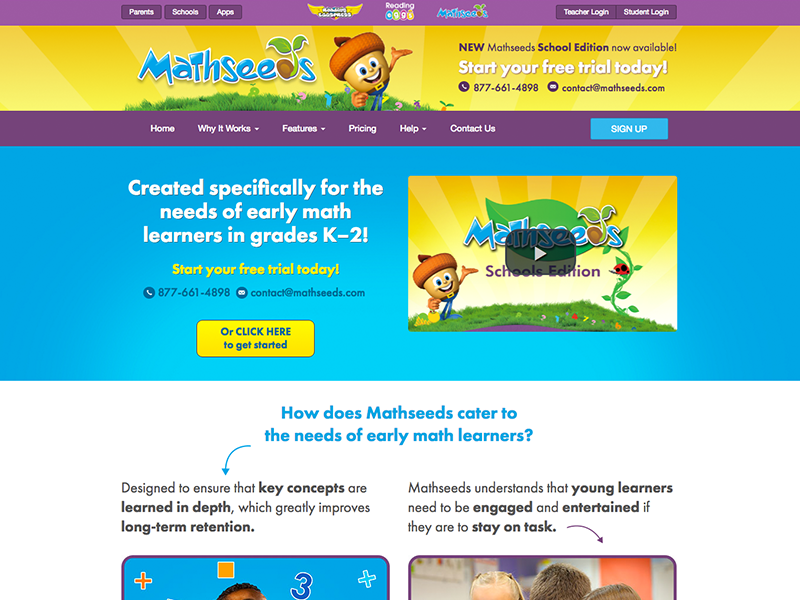 Parents Schools Apps Reading eggs Mathseeds Teacher Login Student Login
Mathseeds
NEW Mathseeds School Edition now available!
Start your free trial today!
877-661-4898 contact@mathseeds.com
Home Why It Works Features Pricing Help Contact Us SIGN UP
Created specifically for the
needs of early math
learners in grades K–2!
Start your free trial today!
877-661-4898 contact@mathseeds.com
Or CLICK HERE
to get started
Mathseeds
Schools Edition
How does Mathseeds cater to
the needs of early math learners?
Designed to ensure that key concepts are
learned in depth, which greatly improves
long-term retention.
Mathseeds understands that young learners
need to be engaged and entertained if
they are to stay on task.
+ 3 +